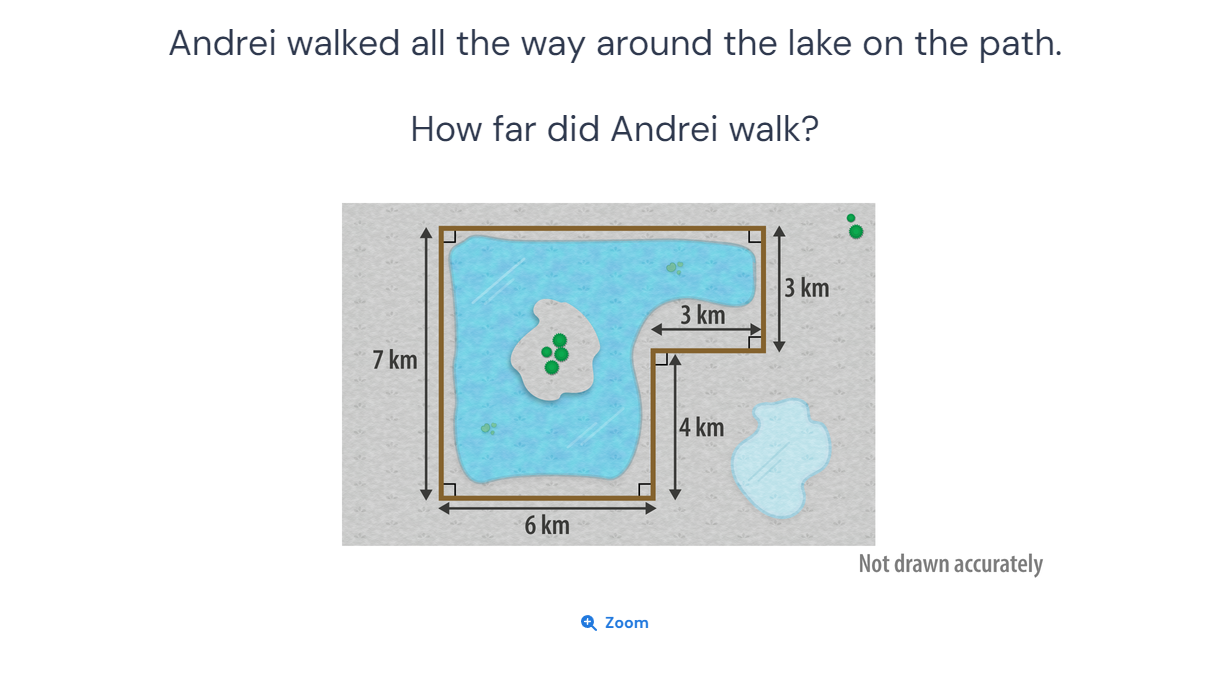 Andrei walked all the way around the lake on the path.
How far did Andrei walk?
3 km
3 km
7 km
4 km
6 km
Not drawn accurately
Zoom